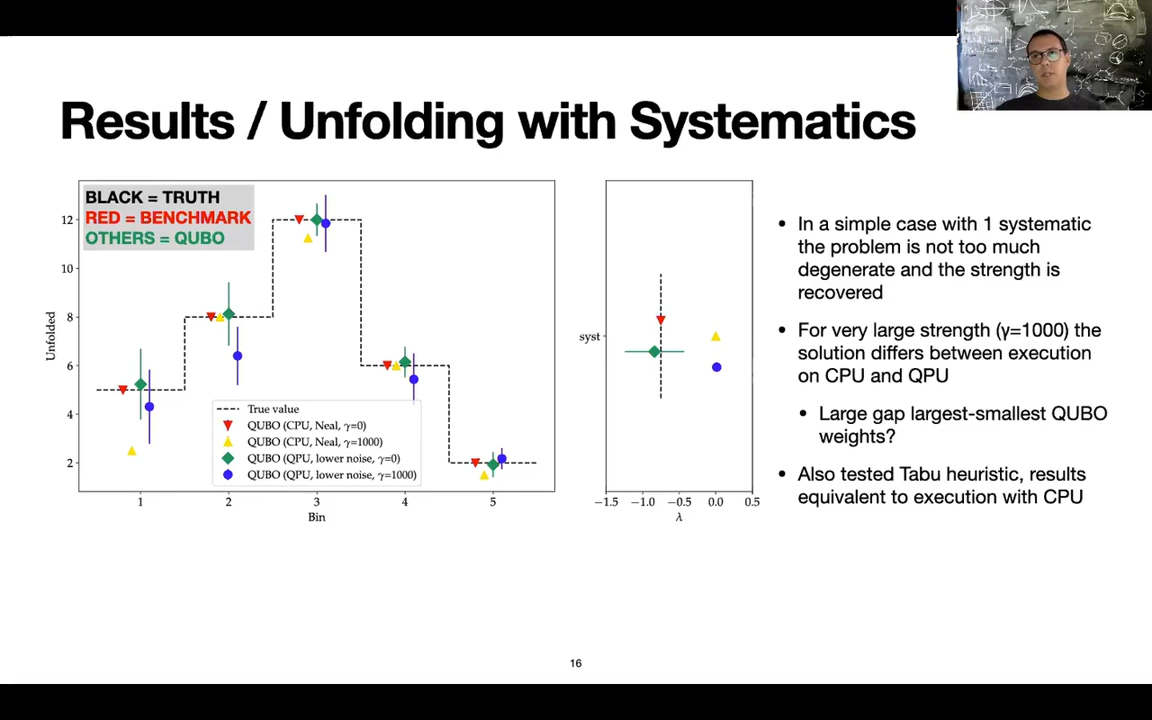 Results / Unfolding with Systematics
BLACK = TRUTH
RED = BENCHMARK
OTHERS = QUBO
12
10
8
6
4
2
Unfolded
True value
QUBO (CPU, Neal, γ=0)
QUBO (CPU, Neal, γ=1000)
QUBO (QPU, lower noise, γ=0)
QUBO (QPU, lower noise, γ=1000)
1 2 3 4 5
Bin
syst
−1.5 −1.0 −0.5 0.0 0.5
λ
• In a simple case with 1 systematic
the problem is not too much
degenerate and the strength is
recovered
• For very large strength (γ=1000) the
solution differs between execution
on CPU and QPU
• Large gap largest-smallest QUBO
weights?
• Also tested Tabu heuristic, results
equivalent to execution with CPU
16